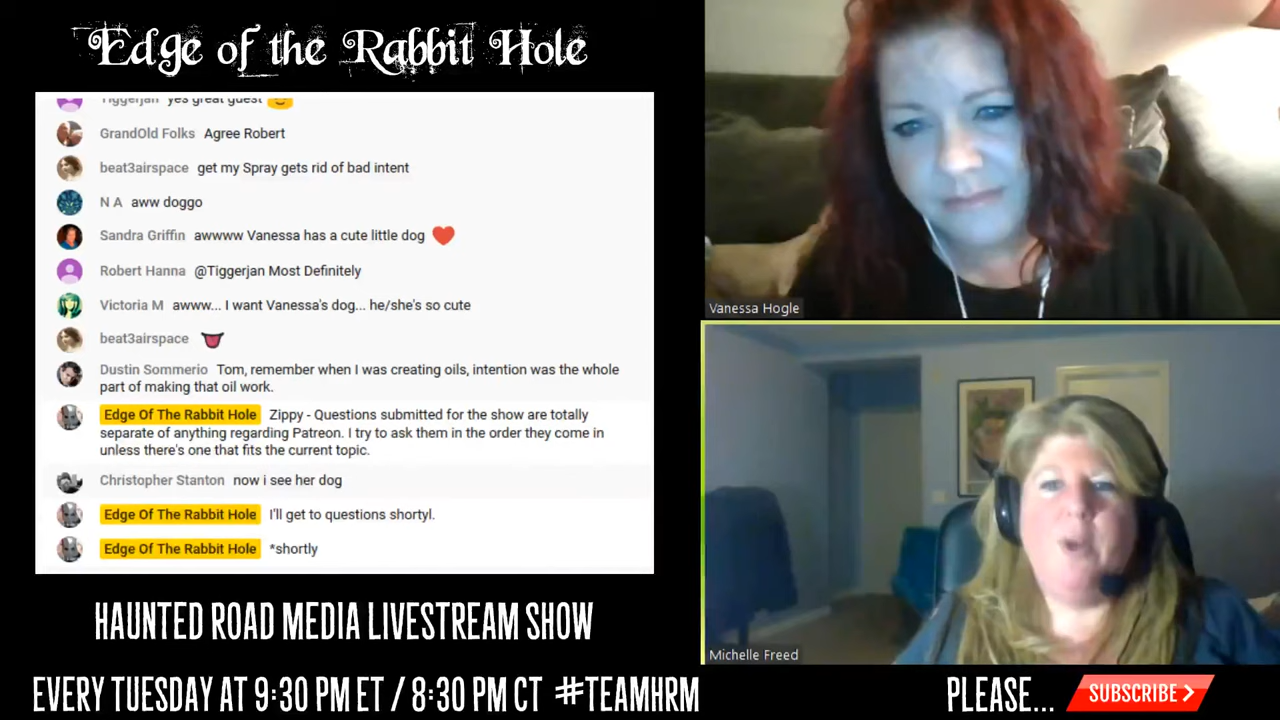 Edge of the Rabbit Hole
Tiggerjan yes great guest
GrandOld Folks Agree Robert
beat3airspace get my Spray gets rid of bad intent
N A aww doggo
Sandra Griffin awwww Vanessa has a cute little dog
Robert Hanna @Tiggerjan Most Definitely
Victoria M awww... I want Vanessa's dog... he/she's so cute
beat3airspace
Dustin Sommerio Tom, remember when I was creating oils, intention was the whole
part of making that oil work.
Edge Of The Rabbit Hole Zippy - Questions submitted for the show are totally
separate of anything regarding Patreon. I try to ask them in the order they come in
unless there's one that fits the current topic.
Christopher Stanton now i see her dog
Edge Of The Rabbit Hole I'll get to questions shortyl.
Edge Of The Rabbit Hole *shortly
HAUNTED ROAD MEDIA LIVESTREAM SHOW
EVERY TUESDAY AT 9:30 PM ET / 8:30 PM CT #TEAMHRM
Vanessa Hogle
Michelle Freed
PLEASE... SUBSCRIBE >